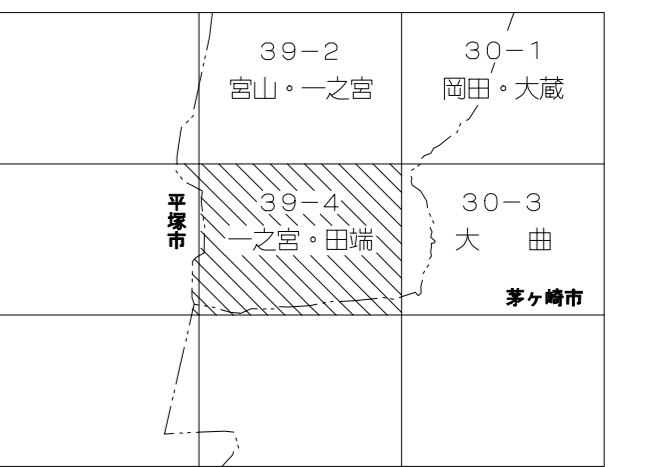 39-2
宮山・一之宮
30-1
岡田・大蔵
平塚市
39-4
一之宮・田端
30-3
大 曲
茅ヶ崎市